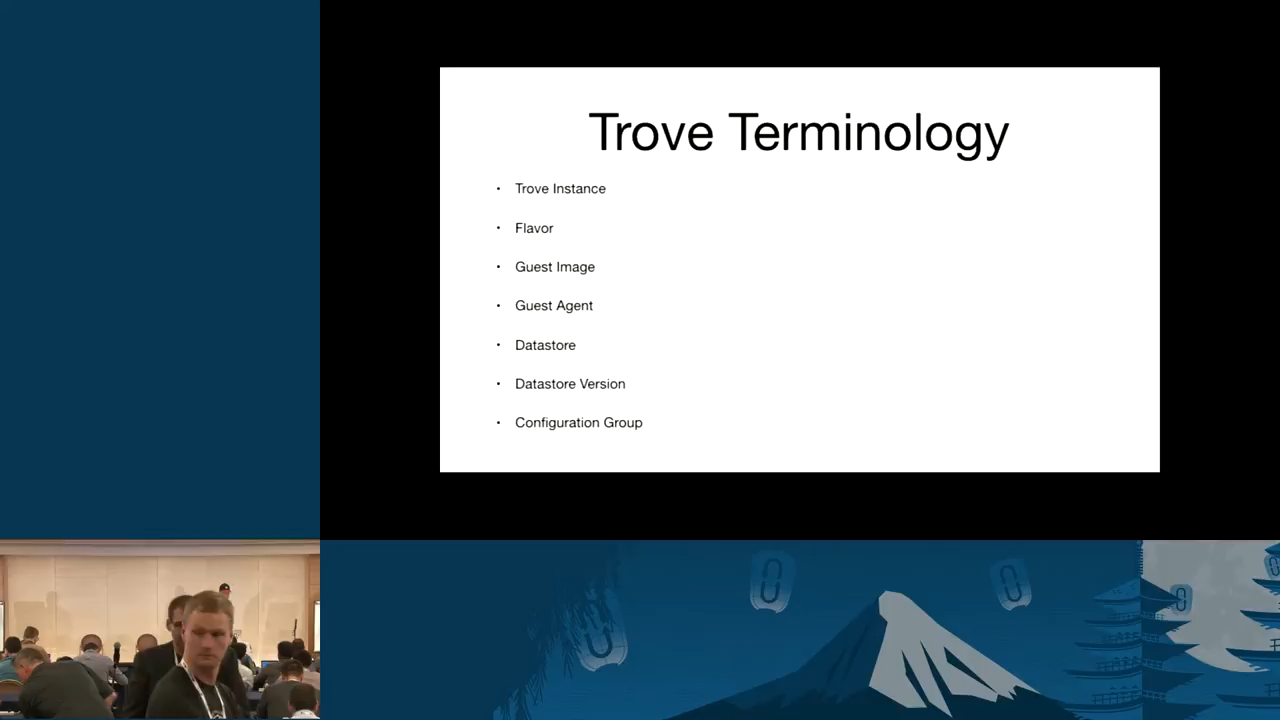 Trove Terminology
• Trove Instance
• Flavor
• Guest Image
• Guest Agent
• Datastore
• Datastore Version
• Configuration Group